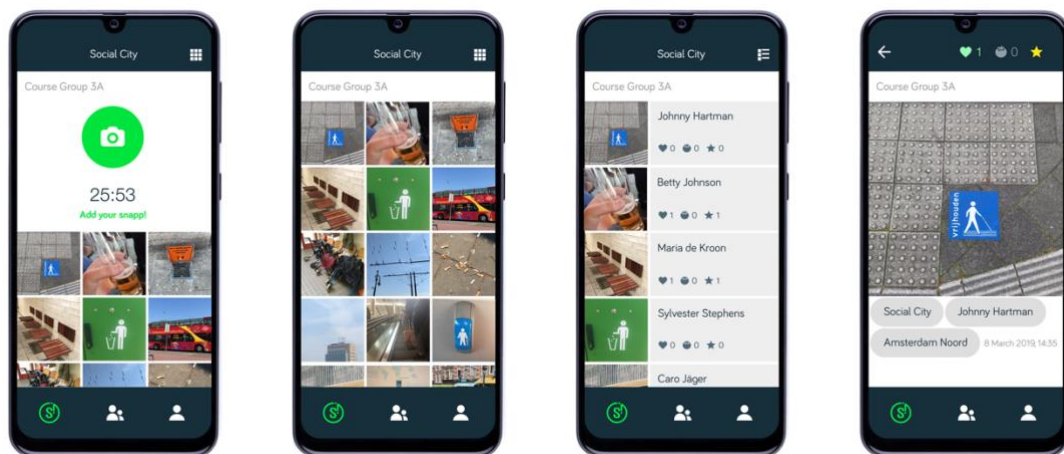 Social City
Course Group 3A
25:53
Add your snapp!
Social City
Course Group 3A
Social City
Course Group 3A
Johnny Hartman
0 0 0
Betty Johnson
1 0 1
Maria de Kroon
1 0 1
Sylvester Stephens
0 0 0
Caro Jäger
1 0
Course Group 3A
vrijhouden
Social City Johnny Hartman
Amsterdam Noord 8 March 2019, 14:35